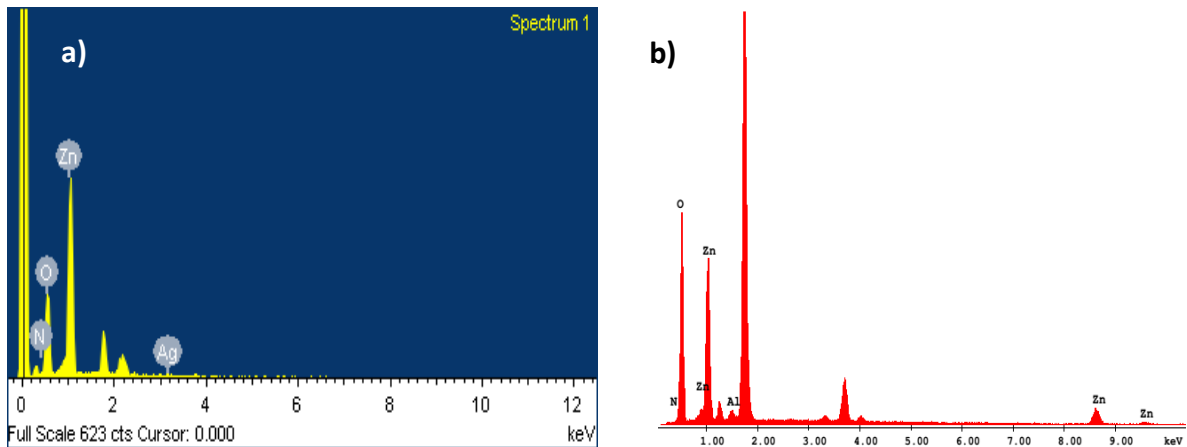 a)
Spectrum 1
Zn
O
N
Ag
0 2 4 6 8 10 12
Full Scale 623 cts Cursor: 0.000 keV
b)
O
Zn
Zn
N
Al
Zn
Zn
1.00 2.00 3.00 4.00 5.00 6.00 7.00 8.00 9.00 keV